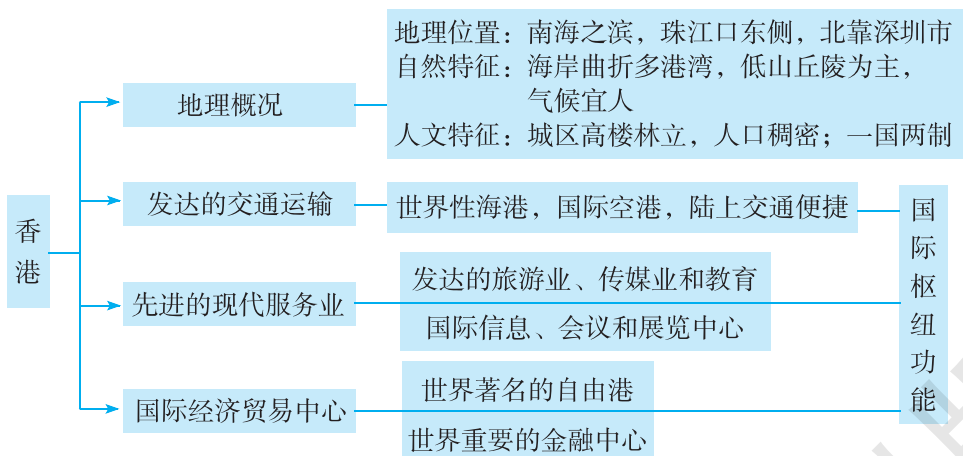 香港
地理概况
地理位置：南海之滨，珠江口东侧，北靠深圳市
自然特征：海岸曲折多港湾，低山丘陵为主，
气候宜人
人文特征：城区高楼林立，人口稠密；一国两制
发达的交通运输
世界性海港，国际空港，陆上交通便捷
先进的现代服务业
发达的旅游业、传媒业和教育
国际信息、会议和展览中心
国际经济贸易中心
世界著名的自由港
世界重要的金融中心
国际枢纽功能